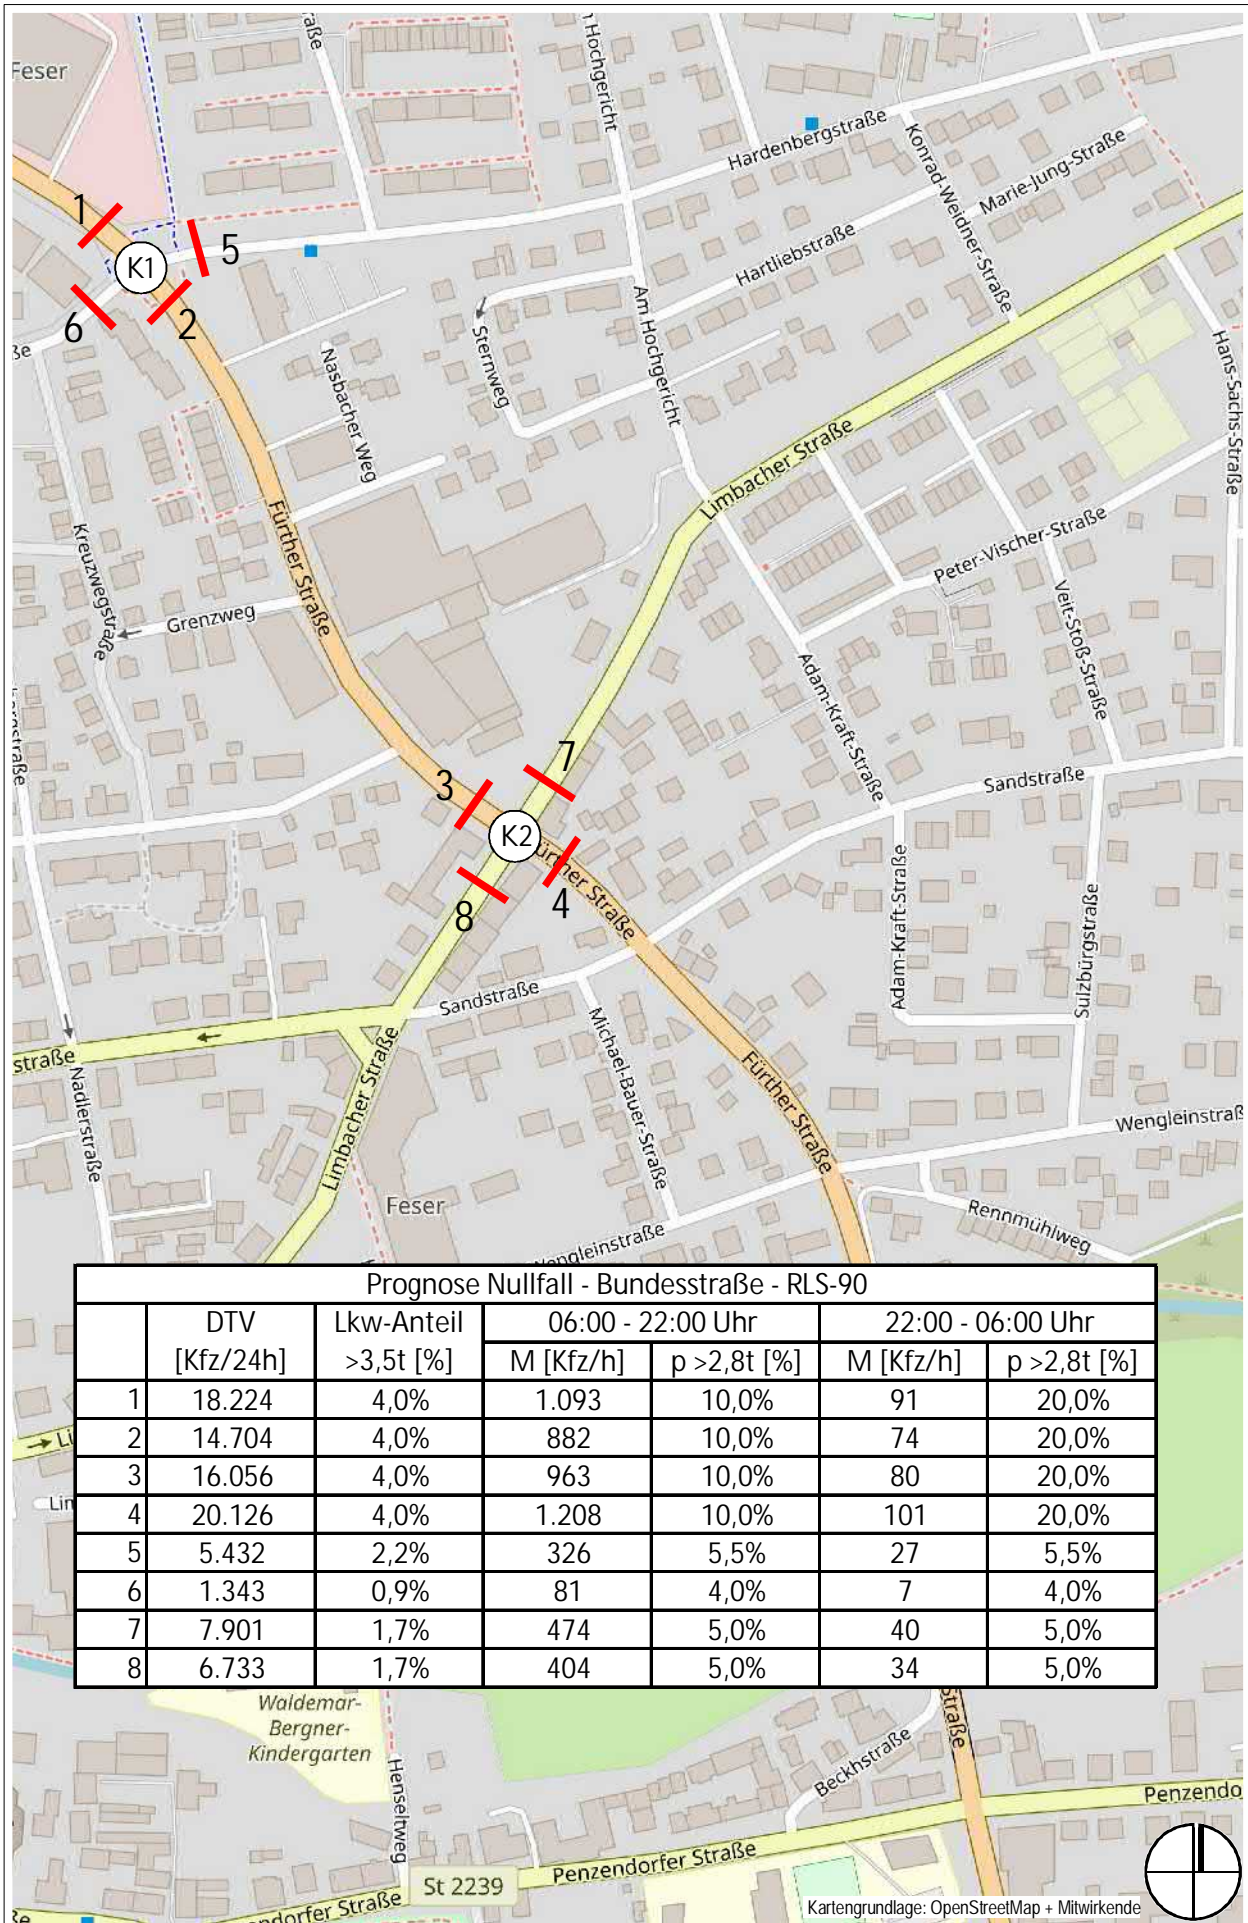 Feser
Am Hochgericht
Hardenbergstraße
Konrad-Weidner-Straße
Marie-Jung-Straße
1
5
K1
6
2
Hartliebstraße
Am Hochgericht
Sternweg
Nasbacher Weg
Hans-Sachs-Straße
Limbacher Straße
Fürther Straße
Kreuzwegstraße
Grenzweg
Peter-Vischer-Straße
Veit-Stoß-Straße
Adam-Kraft-Straße
Sandstraße
7
3
K2
8
4
Fürther Straße
Adam-Kraft-Straße
Sulzbürgstraße
Sandstraße
Michael-Bauer-Straße
straße
Nadlerstraße
Limbacher Straße
Fürther Straße
Wengleinstraß
Feser
Rennmühlweg
Wengleinstraße
Prognose Nullfall - Bundesstraße - RLS-90
DTV [Kfz/24h] Lkw-Anteil >3,5t [%] 06:00 - 22:00 Uhr 22:00 - 06:00 Uhr
M [Kfz/h] p >2,8t [%] M [Kfz/h] p >2,8t [%]
1 18.224 4,0% 1.093 10,0% 91 20,0%
2 14.704 4,0% 882 10,0% 74 20,0%
3 16.056 4,0% 963 10,0% 80 20,0%
4 20.126 4,0% 1.208 10,0% 101 20,0%
5 5.432 2,2% 326 5,5% 27 5,5%
6 1.343 0,9% 81 4,0% 7 4,0%
7 7.901 1,7% 474 5,0% 40 5,0%
8 6.733 1,7% 404 5,0% 34 5,0%
Waldemar-
Bergner-
Kindergarten
Henseltweg
Beckhstraße
Straße
Penzendo
Penzendorfer Straße
St 2239
zendorfer Straße
Kartengrundlage: OpenStreetMap + Mitwirkende